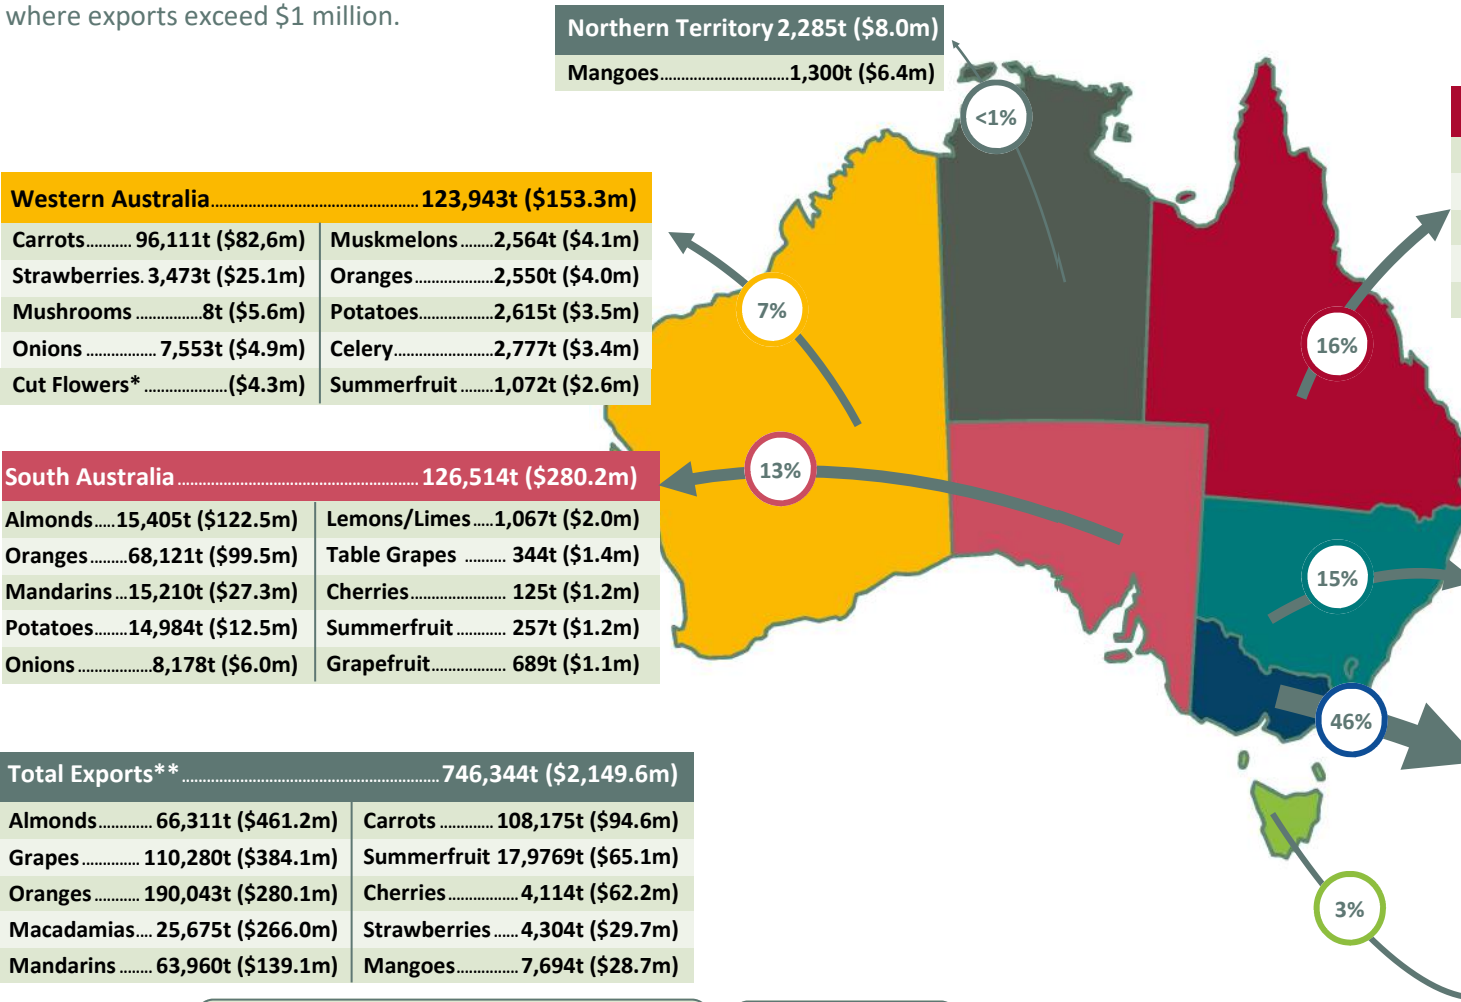 where exports exceed $1 million.
Northern Territory 2,285t ($8.0m)
Mangoes..............................1,300t ($6.4m)
<1%
Western Australia..................................................123,943t ($153.3m)
Carrots........... 96,111t ($82,6m) Muskmelons........2,564t ($4.1m)
Strawberries. 3,473t ($25.1m) Oranges...................2,550t ($4.0m)
Mushrooms ................8t ($5.6m) Potatoes..................2,615t ($3.5m)
Onions ................. 7,553t ($4.9m) Celery........................2,777t ($3.4m)
Cut Flowers* ....................($4.3m) Summerfruit ........1,072t ($2.6m)
7%
16%
South Australia.......................................................... 126,514t ($280.2m)
Almonds.....15,405t ($122.5m) Lemons/Limes.....1,067t ($2.0m)
Oranges.........68,121t ($99.5m) Table Grapes .......... 344t ($1.4m)
Mandarins ...15,210t ($27.3m) Cherries....................... 125t ($1.2m)
Potatoes........14,984t ($12.5m) Summerfruit............ 257t ($1.2m)
Onions ..................8,178t ($6.0m) Grapefruit.................. 689t ($1.1m)
13%
15%
46%
Total Exports**..............................................................746,344t ($2,149.6m)
Almonds............. 66,311t ($461.2m) Carrots ............. 108,175t ($94.6m)
Grapes.............. 110,280t ($384.1m) Summerfruit 17,9769t ($65.1m)
Oranges........... 190,043t ($280.1m) Cherries.................4,114t ($62.2m)
Macadamias.... 25,675t ($266.0m) Strawberries......4,304t ($29.7m)
Mandarins ........ 63,960t ($139.1m) Mangoes...............7,694t ($28.7m)
3%